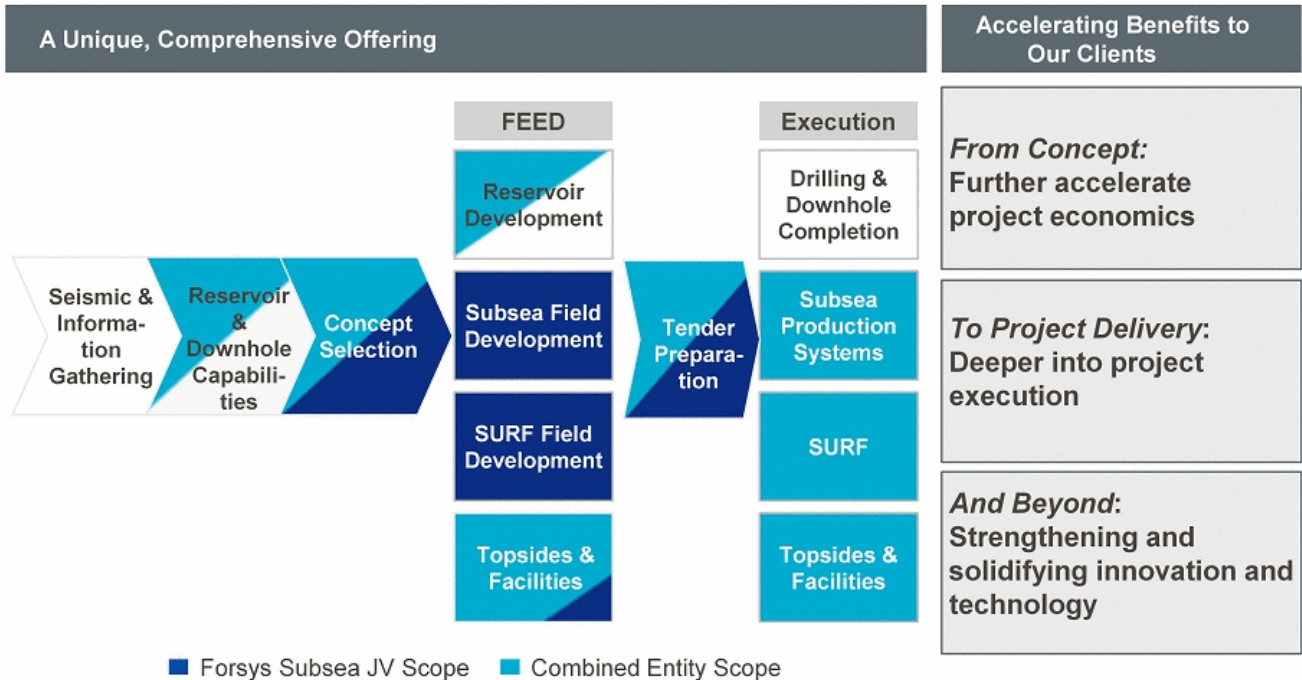 A Unique, Comprehensive Offering
Accelerating Benefits to
Our Clients
FEED
Execution
Seismic &
Informa-
tion
Gathering
Reservoir
&
Downhole
Capabili-
ties
Concept
Selection
Reservoir
Development
Subsea Field
Development
SURF Field
Development
Topsides &
Facilities
Tender
Prepara-
tion
Drilling &
Downhole
Completion
Subsea
Production
Systems
SURF
Topsides &
Facilities
From Concept:
Further accelerate
project economics
To Project Delivery:
Deeper into project
execution
And Beyond:
Strengthening and
solidifying innovation and
technology
Forsys Subsea JV Scope
Combined Entity Scope